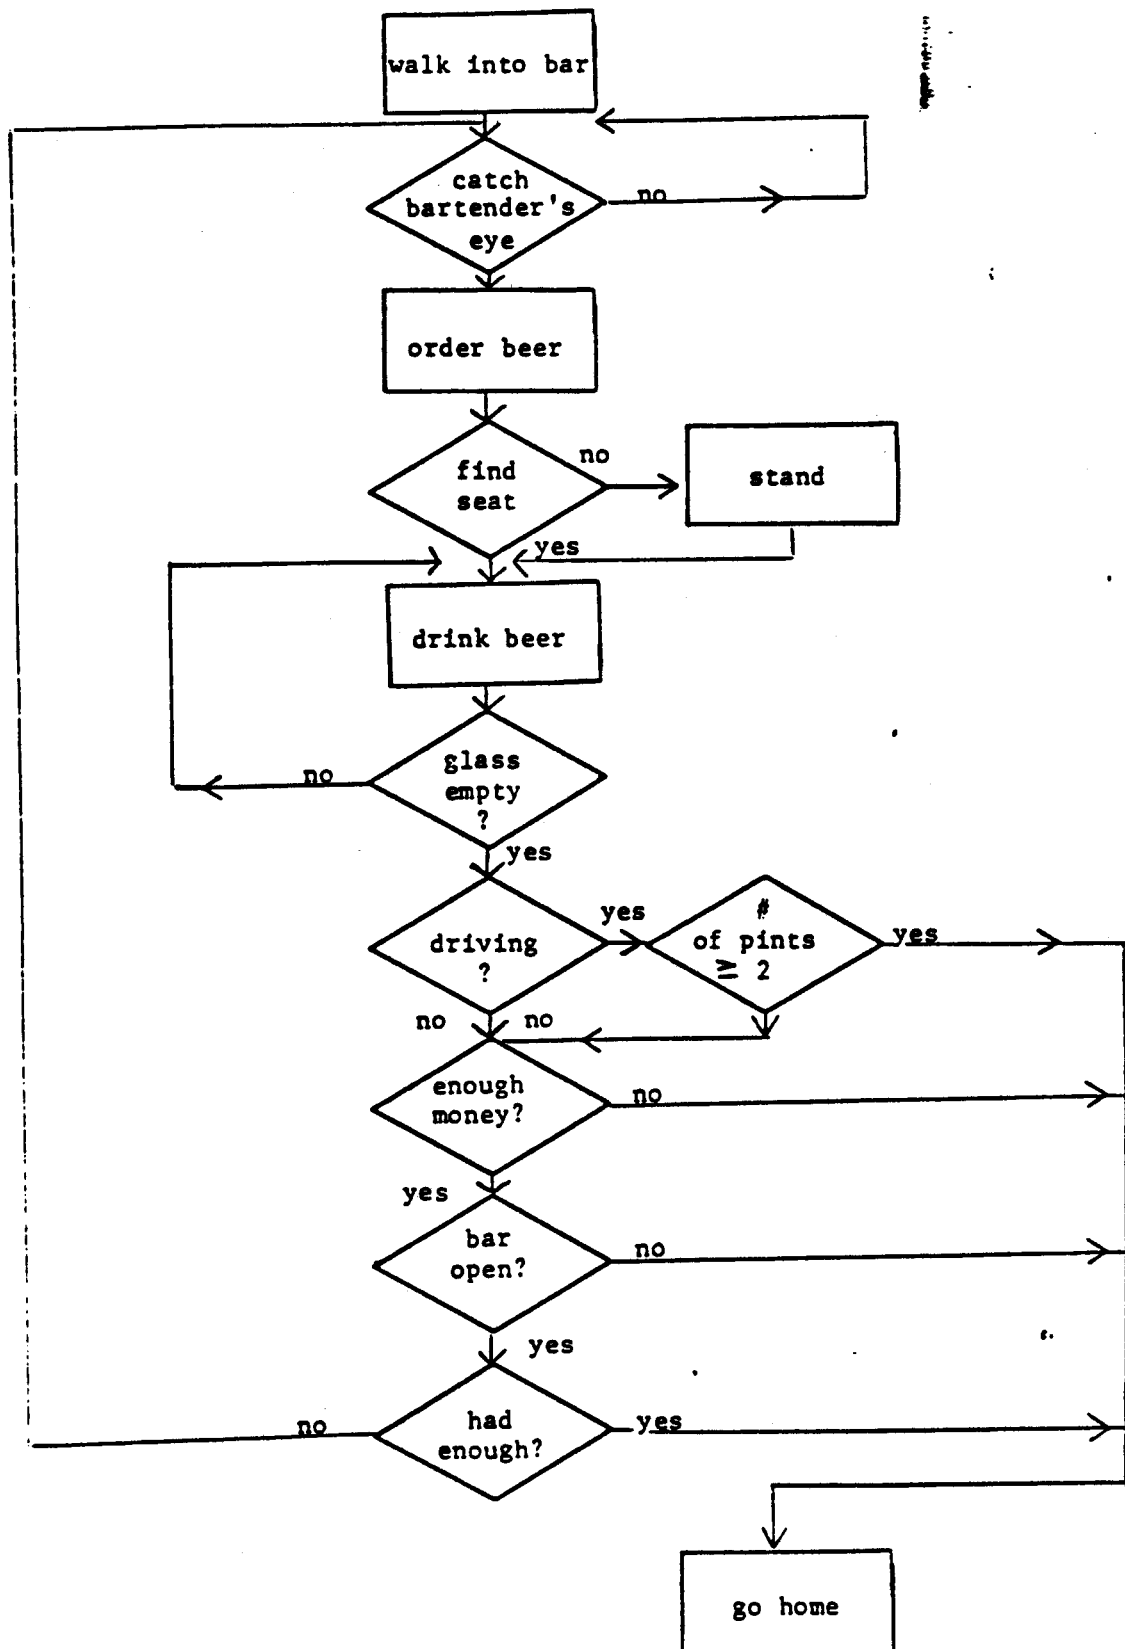 walk into bar
catch
bartender's
eye
no
order beer
find
seat
no
stand
yes
drink beer
glass
empty
?
no
yes
driving
?
yes
#
of pints
≥ 2
yes
no
no
enough
money?
no
yes
bar
open?
no
yes
had
enough?
no
yes
go home